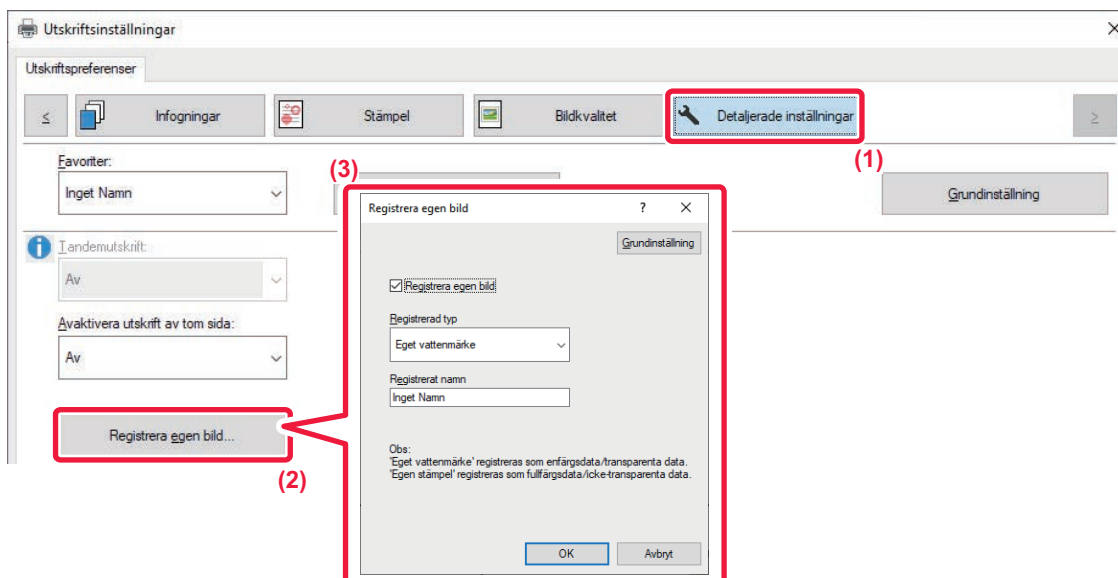 Utskriftsinställningar
Utskriftspreferenser
≤ Infogningar Stämpel Bildkvalitet Detaljerade inställningar ≥
(1)
Favoriter:
Inget Namn
Grundinställning
Tandemutskrift:
Av
Avaktivera utskrift av tom sida:
Av
Registrera egen bild...
(2)
(3)
Registrera egen bild ? ×
Grundinställning
Registrera egen bild
Registrerad typ
Eget vattenmärke
Registrerat namn
Inget Namn
Obs:
'Eget vattenmärke' registreras som enfärgsdata/transparenta data.
'Egen stämpel' registreras som fullfärgsdata/icke-transparenta data.
OK Avbryt